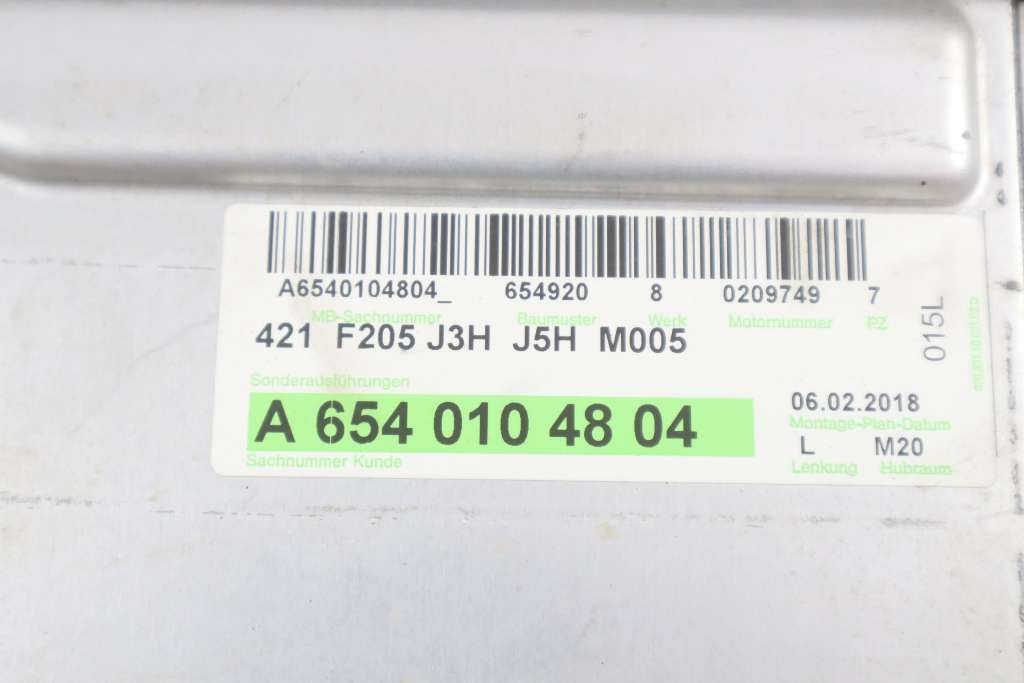 A6540104804_ 654920 8 0209749 7
MB-Sachnummer Baumuster Werk Motornummer PZ
421 F205 J3H J5H M005
015L
Sonderausführungen
A 654 010 48 04
Sachnummer Kunde
06.02.2018
Montage-Plan-Datum
L M20
Lenkung Hubraum